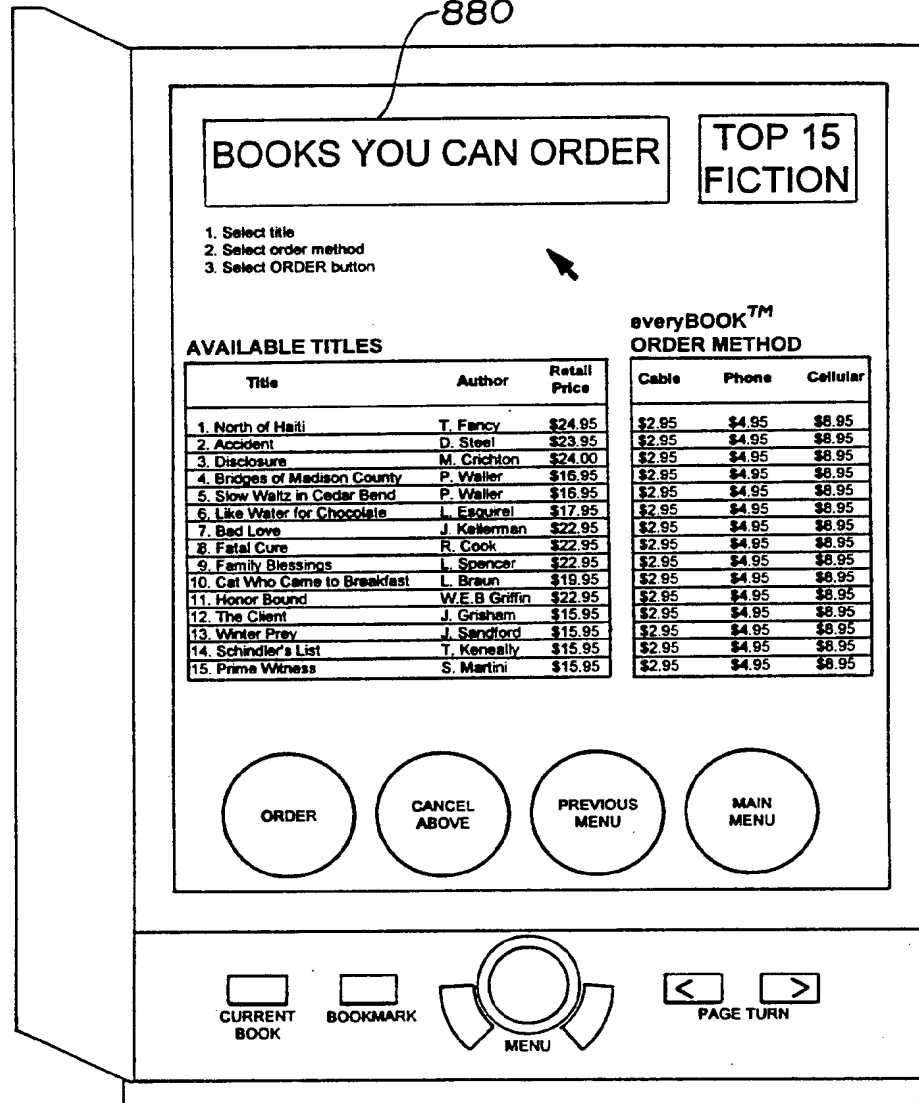 880
BOOKS YOU CAN ORDER
TOP 15
FICTION
1. Select title
2. Select order method
3. Select ORDER button
everyBOOK™
AVAILABLE TITLES
ORDER METHOD
Title Author Retail Price Cable Phone Cellular
1. North of Haiti T. Fancy $24.95 $2.95 $4.95 $8.95
2. Accident D. Steel $23.95 $2.95 $4.95 $8.95
3. Disclosure M. Crichton $24.00 $2.95 $4.95 $8.95
4. Bridges of Madison County P. Waller $16.95 $2.95 $4.95 $8.95
5. Slow Waltz in Cedar Bend P. Waller $16.95 $2.95 $4.95 $8.95
6. Like Water for Chocolate L. Esquirel $17.95 $2.95 $4.95 $8.95
7. Bad Love J. Kellerman $22.95 $2.95 $4.95 $8.95
8. Fatal Cure R. Cook $22.95 $2.95 $4.95 $8.95
9. Family Blessings L. Spencer $22.95 $2.95 $4.95 $8.95
10. Cat Who Came to Breakfast L. Braun $19.95 $2.95 $4.95 $8.95
11. Honor Bound W.E.B Griffin $22.95 $2.95 $4.95 $8.95
12. The Client J. Grisham $15.95 $2.95 $4.95 $8.95
13. Winter Prey J. Sandford $15.95 $2.95 $4.95 $8.95
14. Schindler's List T. Keneally $15.95 $2.95 $4.95 $8.95
15. Prime Witness S. Martini $15.95 $2.95 $4.95 $8.95
ORDER
CANCEL
ABOVE
PREVIOUS
MENU
MAIN
MENU
CURRENT
BOOK
BOOKMARK
MENU
< >
PAGE TURN